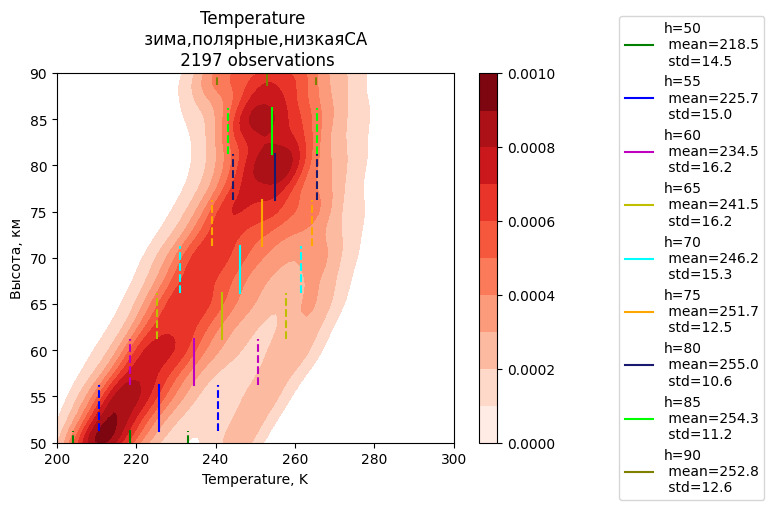 Temperature
зима,полярные,низкаяСА
2197 observations
90
85
80
75
70
65
60
55
50
Высота, км
200
220
240
260
280
300
Temperature, K
0.0010
0.0008
0.0006
0.0004
0.0002
0.0000
h=50
mean=218.5
std=14.5
h=55
mean=225.7
std=15.0
h=60
mean=234.5
std=16.2
h=65
mean=241.5
std=16.2
h=70
mean=246.2
std=15.3
h=75
mean=251.7
std=12.5
h=80
mean=255.0
std=10.6
h=85
mean=254.3
std=11.2
h=90
mean=252.8
std=12.6